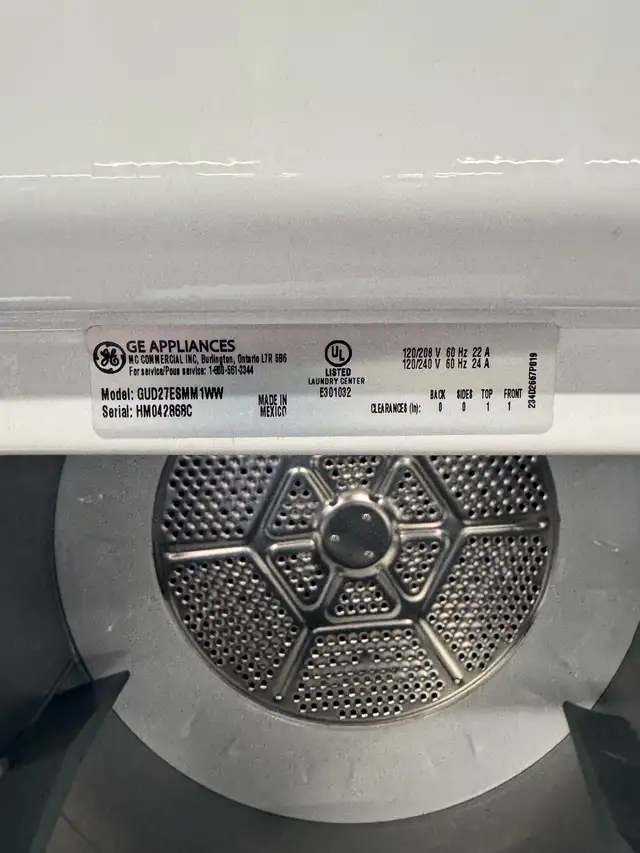 GE APPLIANCES
MC COMMERCIAL INC, Burlington, Ontario L7R 5B6
For service/Pous service: 1-800-561-3344
Model: GUD27ESMM1WW
Serial: HM042868C
MADE IN
MEXICO
UL
LISTED
LAUNDRY CENTER
E301032
120/208 V 60 Hz 22 A
120/240 V 60 Hz 24 A
BACK SIDES TOP FRONT
CLEARANCES (in): 0 0 1 1
234D2667P019